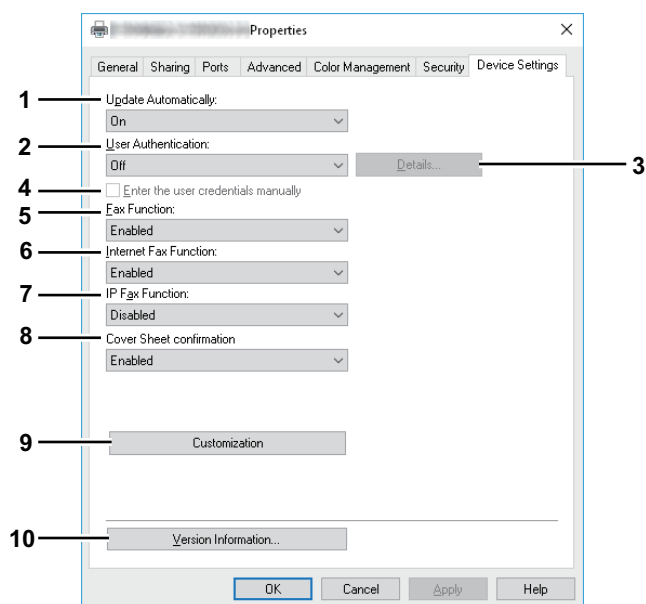 Properties
General Sharing Ports Advanced Color Management Security Device Settings
1 Update Automatically:
On
2 User Authentication:
Off Details... 3
4 Enter the user credentials manually
5 Fax Function:
Enabled
6 Internet Fax Function:
Enabled
7 IP Fax Function:
Disabled
8 Cover Sheet confirmation
Enabled
9 Customization
10 Version Information...
OK Cancel Apply Help